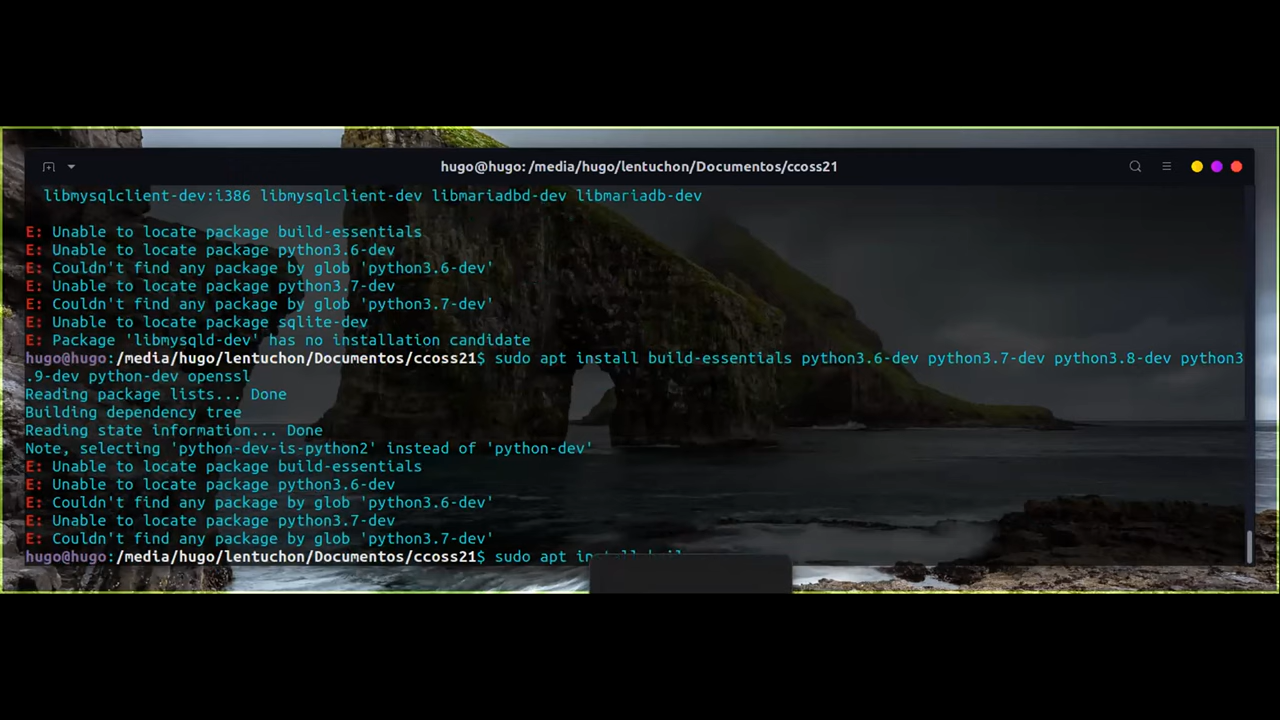 hugo@hugo: /media/hugo/lentuchon/Documentos/ccoss21
libmysqlclient-dev:i386 libmysqlclient-dev libmariadbd-dev libmariadb-dev
E: Unable to locate package build-essentials
E: Unable to locate package python3.6-dev
E: Couldn't find any package by glob 'python3.6-dev'
E: Unable to locate package python3.7-dev
E: Couldn't find any package by glob 'python3.7-dev'
E: Unable to locate package sqlite-dev
E: Package 'libmysqld-dev' has no installation candidate
hugo@hugo:/media/hugo/lentuchon/Documentos/ccoss21$ sudo apt install build-essentials python3.6-dev python3.7-dev python3.8-dev python3
.9-dev python-dev openssl
Reading package lists... Done
Building dependency tree
Reading state information... Done
Note, selecting 'python-dev-is-python2' instead of 'python-dev'
E: Unable to locate package build-essentials
E: Unable to locate package python3.6-dev
E: Couldn't find any package by glob 'python3.6-dev'
E: Unable to locate package python3.7-dev
E: Couldn't find any package by glob 'python3.7-dev'
hugo@hugo:/media/hugo/lentuchon/Documentos/ccoss21$ sudo apt install